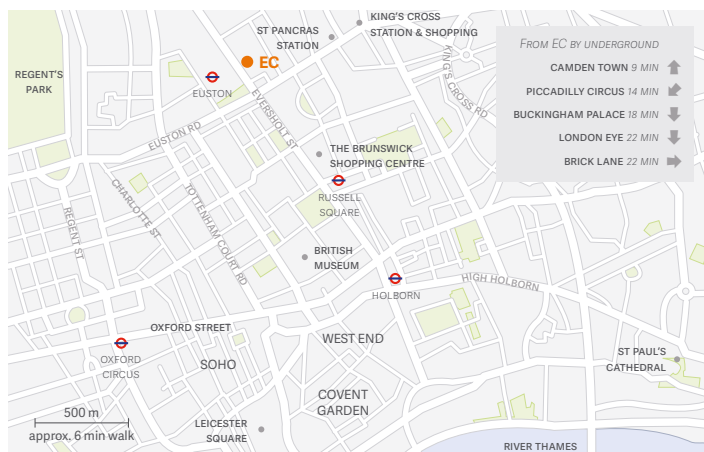 KING'S CROSS
STATION & SHOPPING
ST PANCRAS
STATION
EC
REGENT'S
PARK
EUSTON
EVERSHOLT ST
KING'S CROSS RD
EUSTON RD
FROM EC BY UNDERGROUND
CAMDEN TOWN 9 MIN
PICCADILLY CIRCUS 14 MIN
BUCKINGHAM PALACE 18 MIN
LONDON EYE 22 MIN
BRICK LANE 22 MIN
THE BRUNSWICK
SHOPPING CENTRE
RUSSELL
SQUARE
REGENT ST
CHARLOTTE ST
TOTTENHAM COURT RD
BRITISH
MUSEUM
HOLBORN
HIGH HOLBORN
OXFORD STREET
OXFORD
CIRCUS
SOHO
WEST END
COVENT
GARDEN
ST PAUL'S
CATHEDRAL
LEICESTER
SQUARE
500 m
approx. 6 min walk
RIVER THAMES